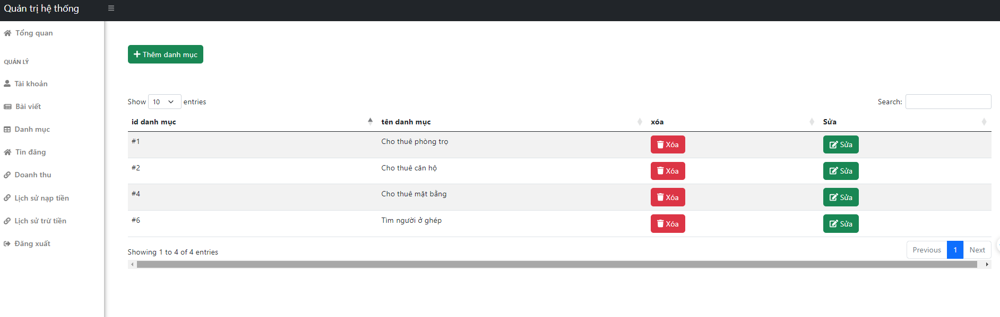 Quản trị hệ thống
Tổng quan
QUẢN LÝ
Tài khoản
Bài viết
Danh mục
Tin đăng
Doanh thu
Lịch sử nạp tiền
Lịch sử trừ tiền
Đăng xuất
Thêm danh mục
Show 10 entries Search:
id danh mục tên danh mục xóa Sửa
#1 Cho thuê phòng trọ Xóa Sửa
#2 Cho thuê căn hộ Xóa Sửa
#4 Cho thuê mặt bằng Xóa Sửa
#6 Tìm người ở ghép Xóa Sửa
Showing 1 to 4 of 4 entries Previous 1 Next